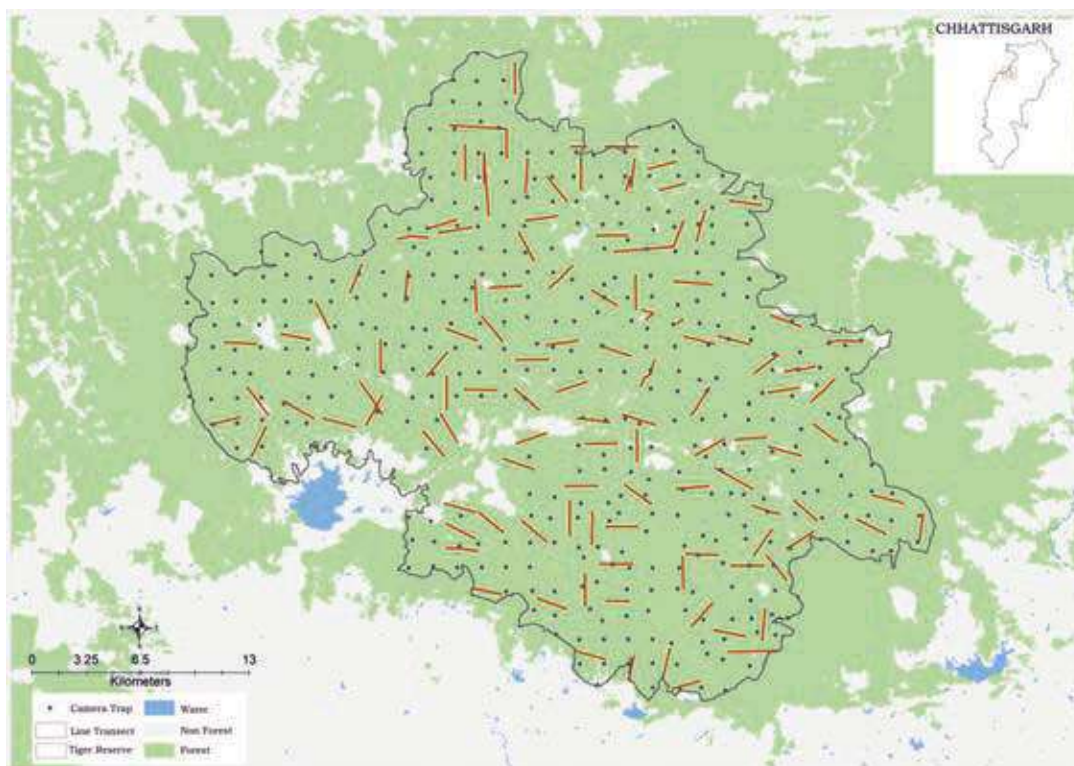 CHHATTISGARH
0 3.25 6.5 13
Kilometers
Camera Trap Water
Line Transect Non Forest
Tiger Reserve Forest